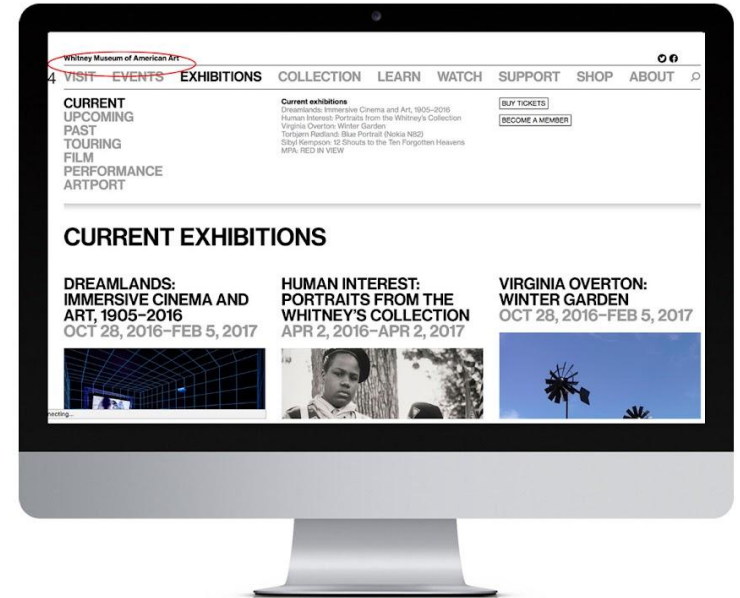 Whitney Museum of American Art
4 VISIT EVENTS EXHIBITIONS COLLECTION LEARN WATCH SUPPORT SHOP ABOUT
CURRENT
UPCOMING
PAST
TOURING
FILM
PERFORMANCE
ARTPORT
Current exhibitions
Dreamlands: Immersive Cinema and Art, 1905–2016
Human Interest: Portraits from the Whitney's Collection
Virginia Overton: Winter Garden
Torbjørn Rødland: Blue Portrait (Nokia N82)
Sibyl Kempson: 12 Shouts to the Ten Forgotten Heavens
MPA: RED IN VIEW
BUY TICKETS
BECOME A MEMBER
CURRENT EXHIBITIONS
DREAMLANDS:
IMMERSIVE CINEMA AND
ART, 1905–2016
OCT 28, 2016–FEB 5, 2017
HUMAN INTEREST:
PORTRAITS FROM THE
WHITNEY'S COLLECTION
APR 2, 2016–APR 2, 2017
VIRGINIA OVERTON:
WINTER GARDEN
OCT 28, 2016–FEB 5, 2017
necting...